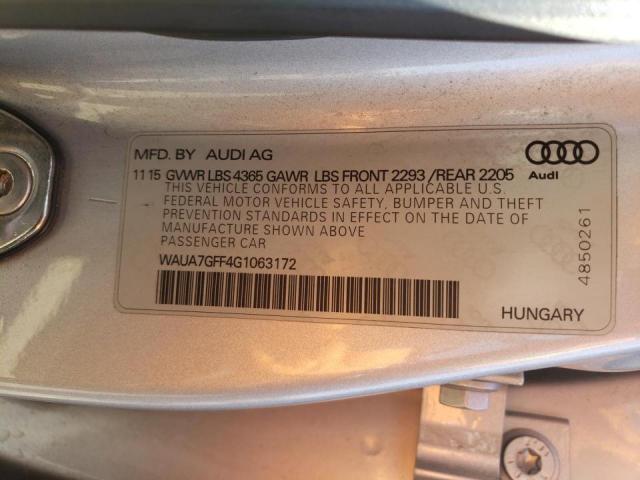 MFD. BY AUDI AG
11 15 GVWR LBS 4365 GAWR LBS FRONT 2293 /REAR 2205
THIS VEHICLE CONFORMS TO ALL APPLICABLE U.S.
FEDERAL MOTOR VEHICLE SAFETY, BUMPER AND THEFT
PREVENTION STANDARDS IN EFFECT ON THE DATE OF
MANUFACTURE SHOWN ABOVE
PASSENGER CAR
WAUA7GFF4G1063172
Audi
4850261
HUNGARY